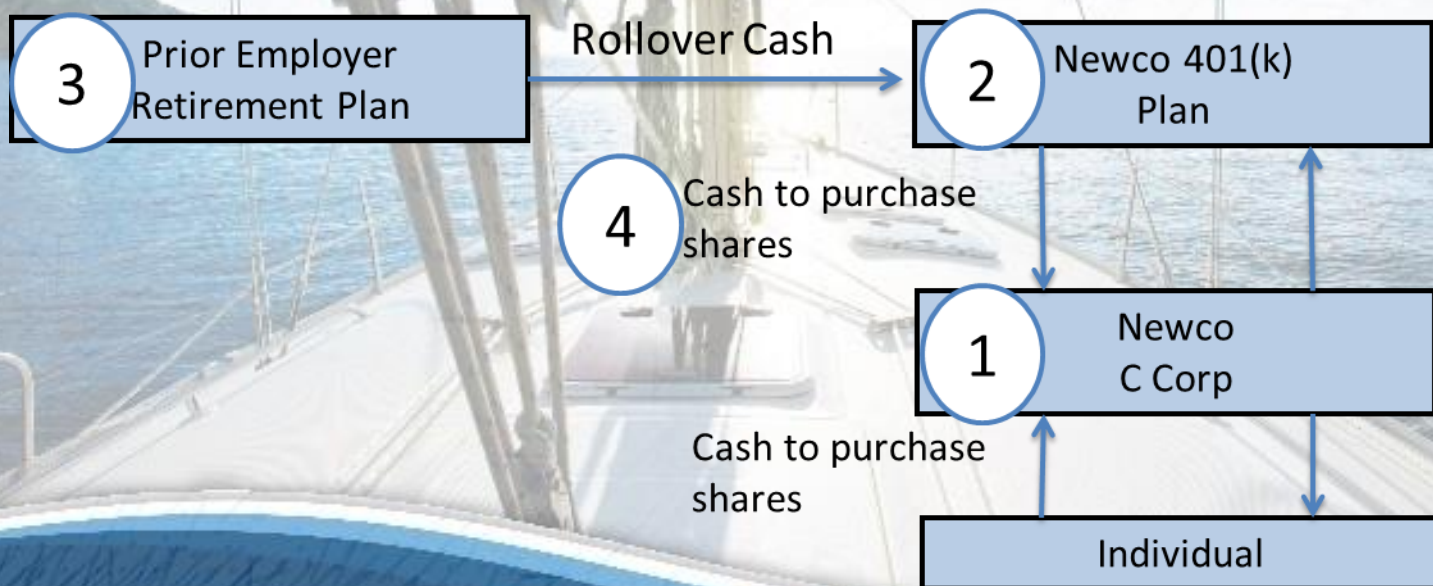 3
Prior Employer
Retirement Plan
Rollover Cash
2
Newco 401(k)
Plan
4
Cash to purchase
shares
1
Newco
C Corp
Cash to purchase
shares
Individual